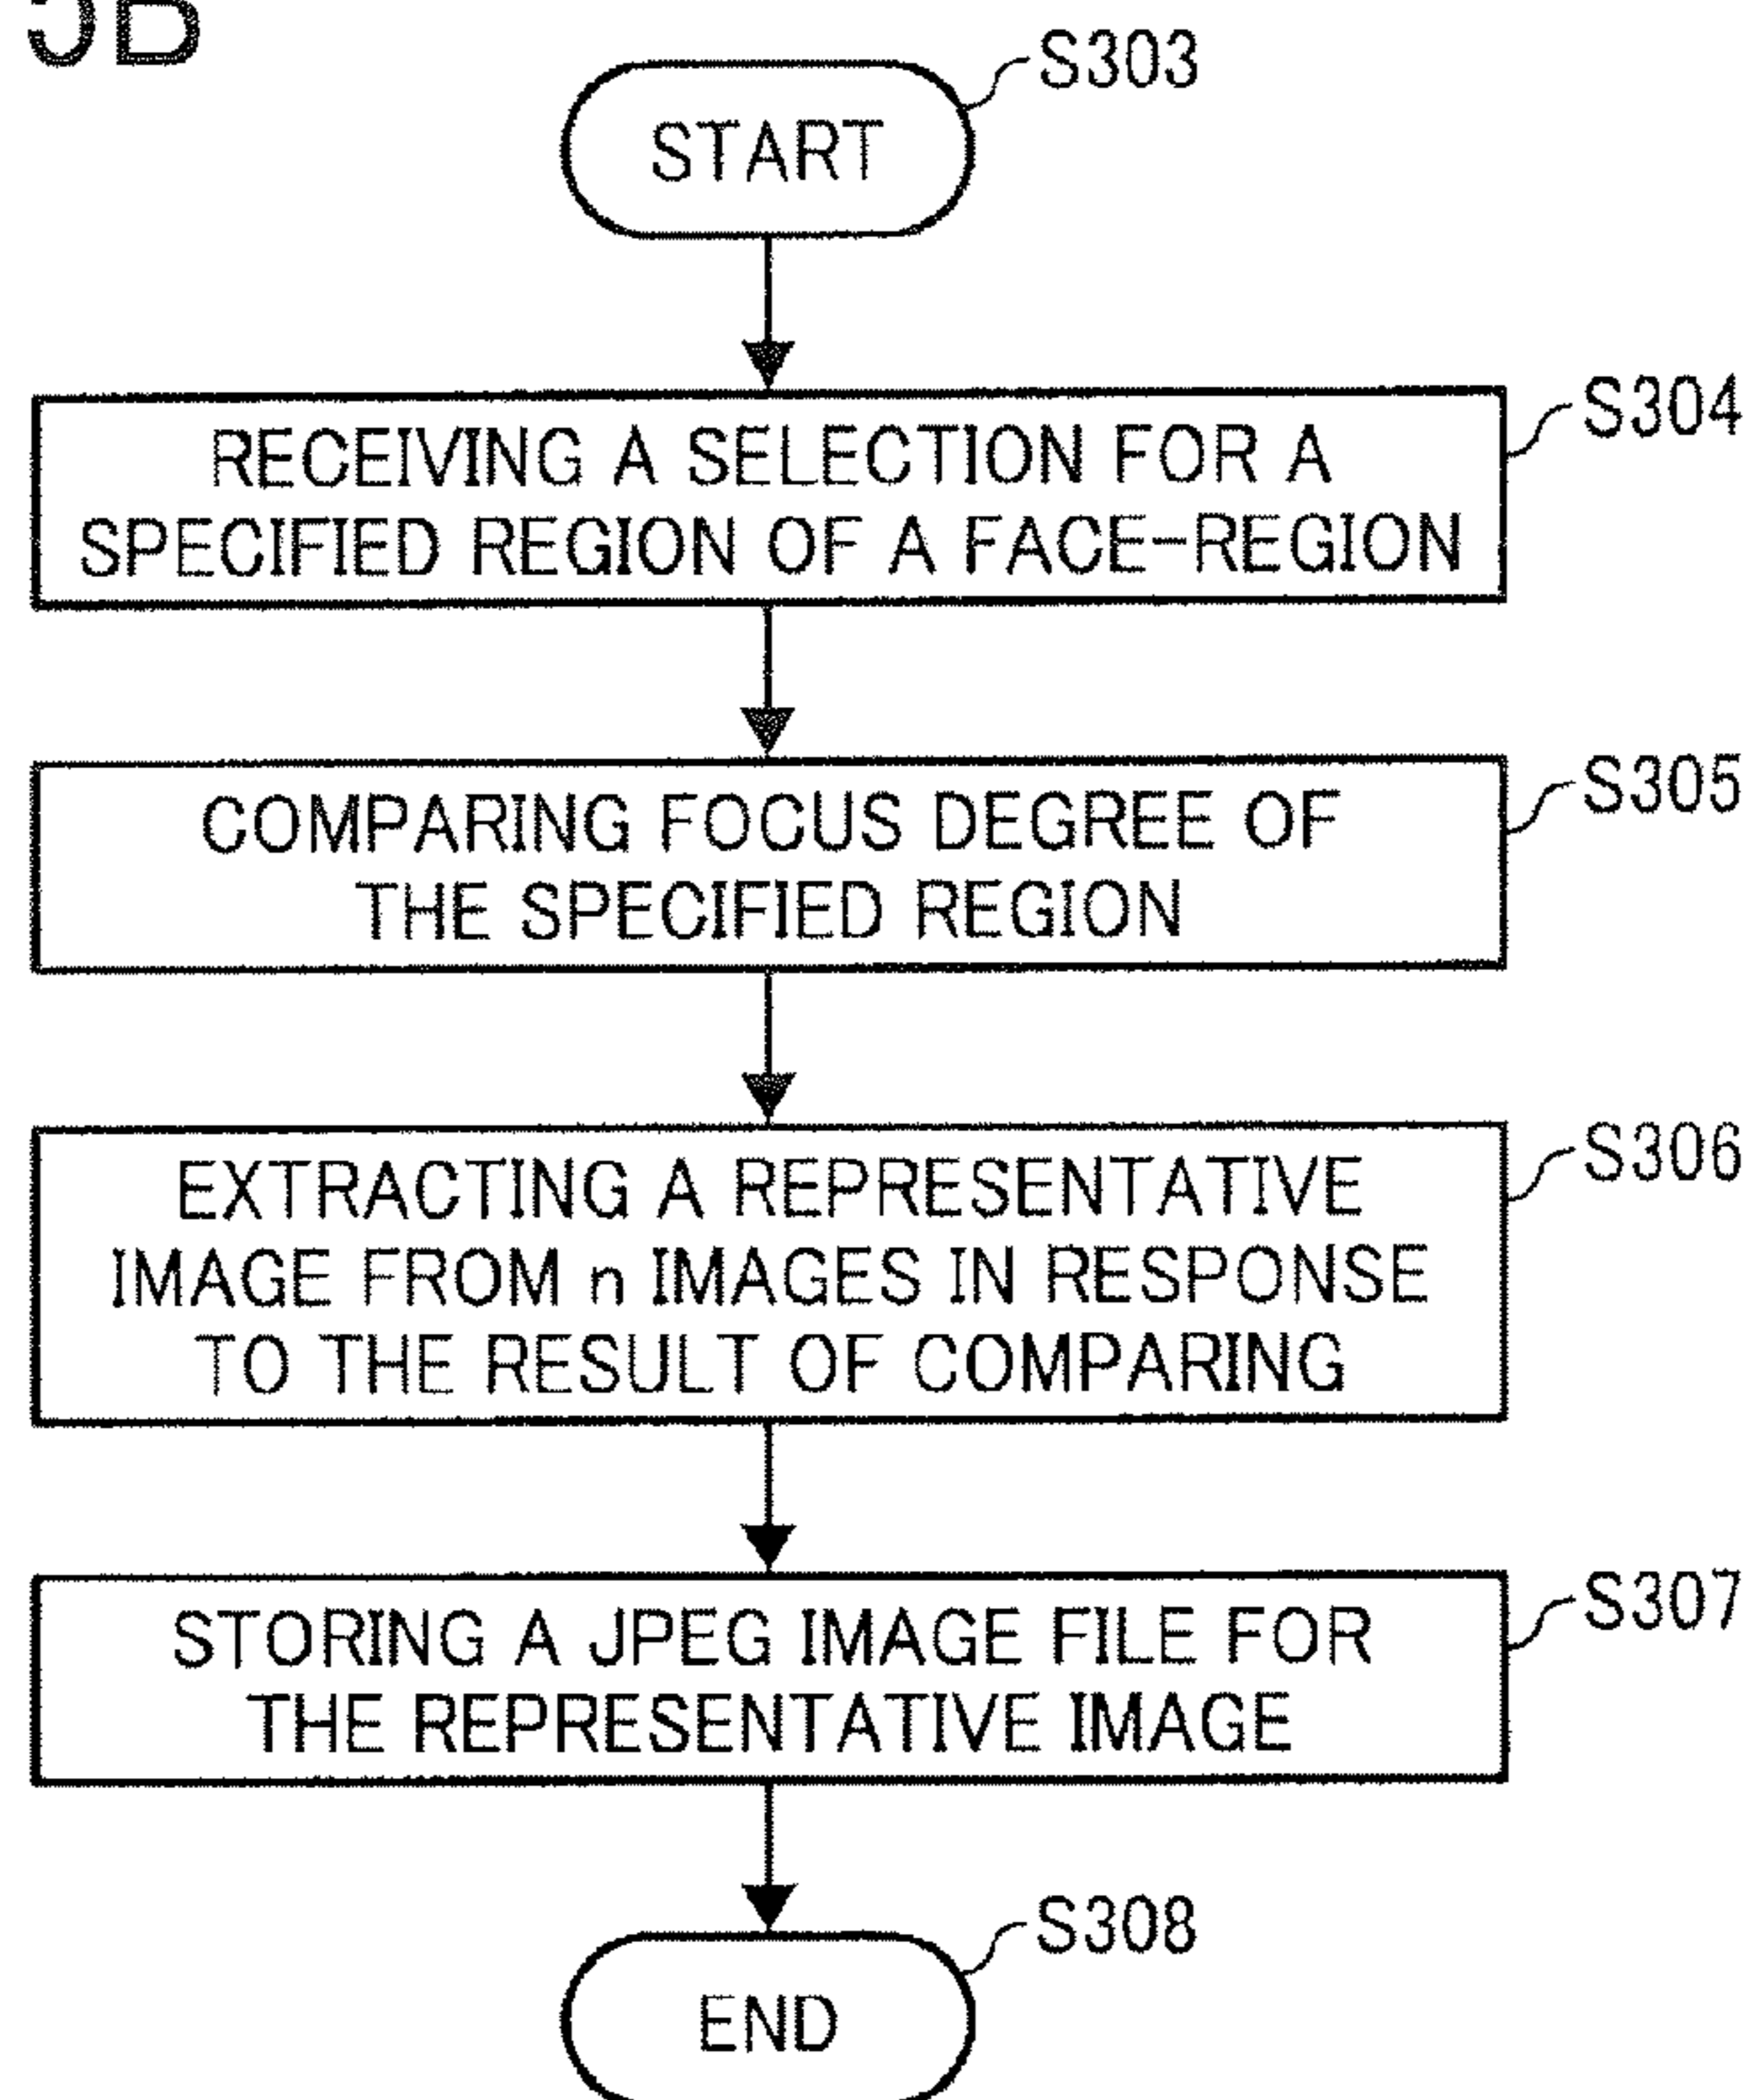 5B
S303
START
S304
RECEIVING A SELECTION FOR A
SPECIFIED REGION OF A FACE-REGION
S305
COMPARING FOCUS DEGREE OF
THE SPECIFIED REGION
S306
EXTRACTING A REPRESENTATIVE
IMAGE FROM n IMAGES IN RESPONSE
TO THE RESULT OF COMPARING
S307
STORING A JPEG IMAGE FILE FOR
THE REPRESENTATIVE IMAGE
S308
END